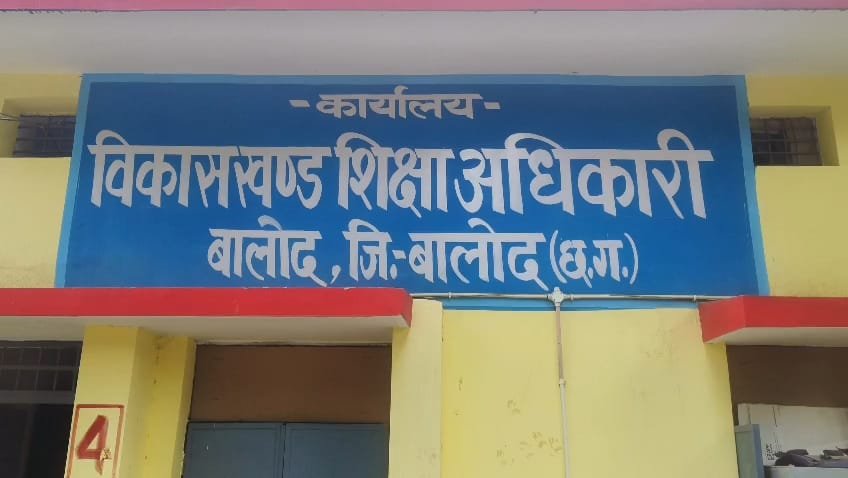 - कार्यालय -
विकासखण्ड शिक्षा अधिकारी
बालोद, जि.-बालोद (छ.ग.)
4